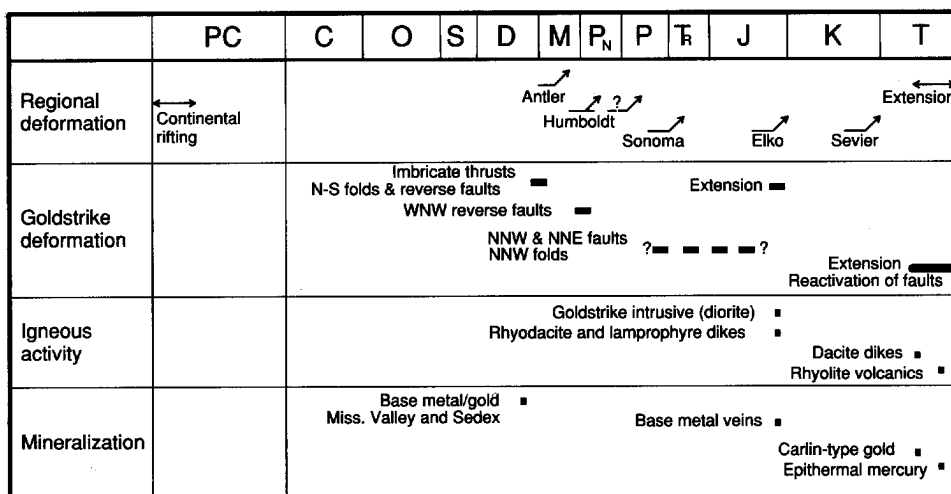 PC C O S D M PN P TR J K T
Regional
deformation
Continental
rifting
Antler
Humboldt
?
Sonoma
Elko
Sevier
Extension
Goldstrike
deformation
Imbricate thrusts
N-S folds & reverse faults
WNW reverse faults
Extension
NNW & NNE faults
NNW folds
? ?
Extension
Reactivation of faults
Igneous
activity
Goldstrike intrusive (diorite)
Rhyodacite and lamprophyre dikes
Dacite dikes
Rhyolite volcanics
Mineralization
Base metal/gold
Miss. Valley and Sedex
Base metal veins
Carlin-type gold
Epithermal mercury